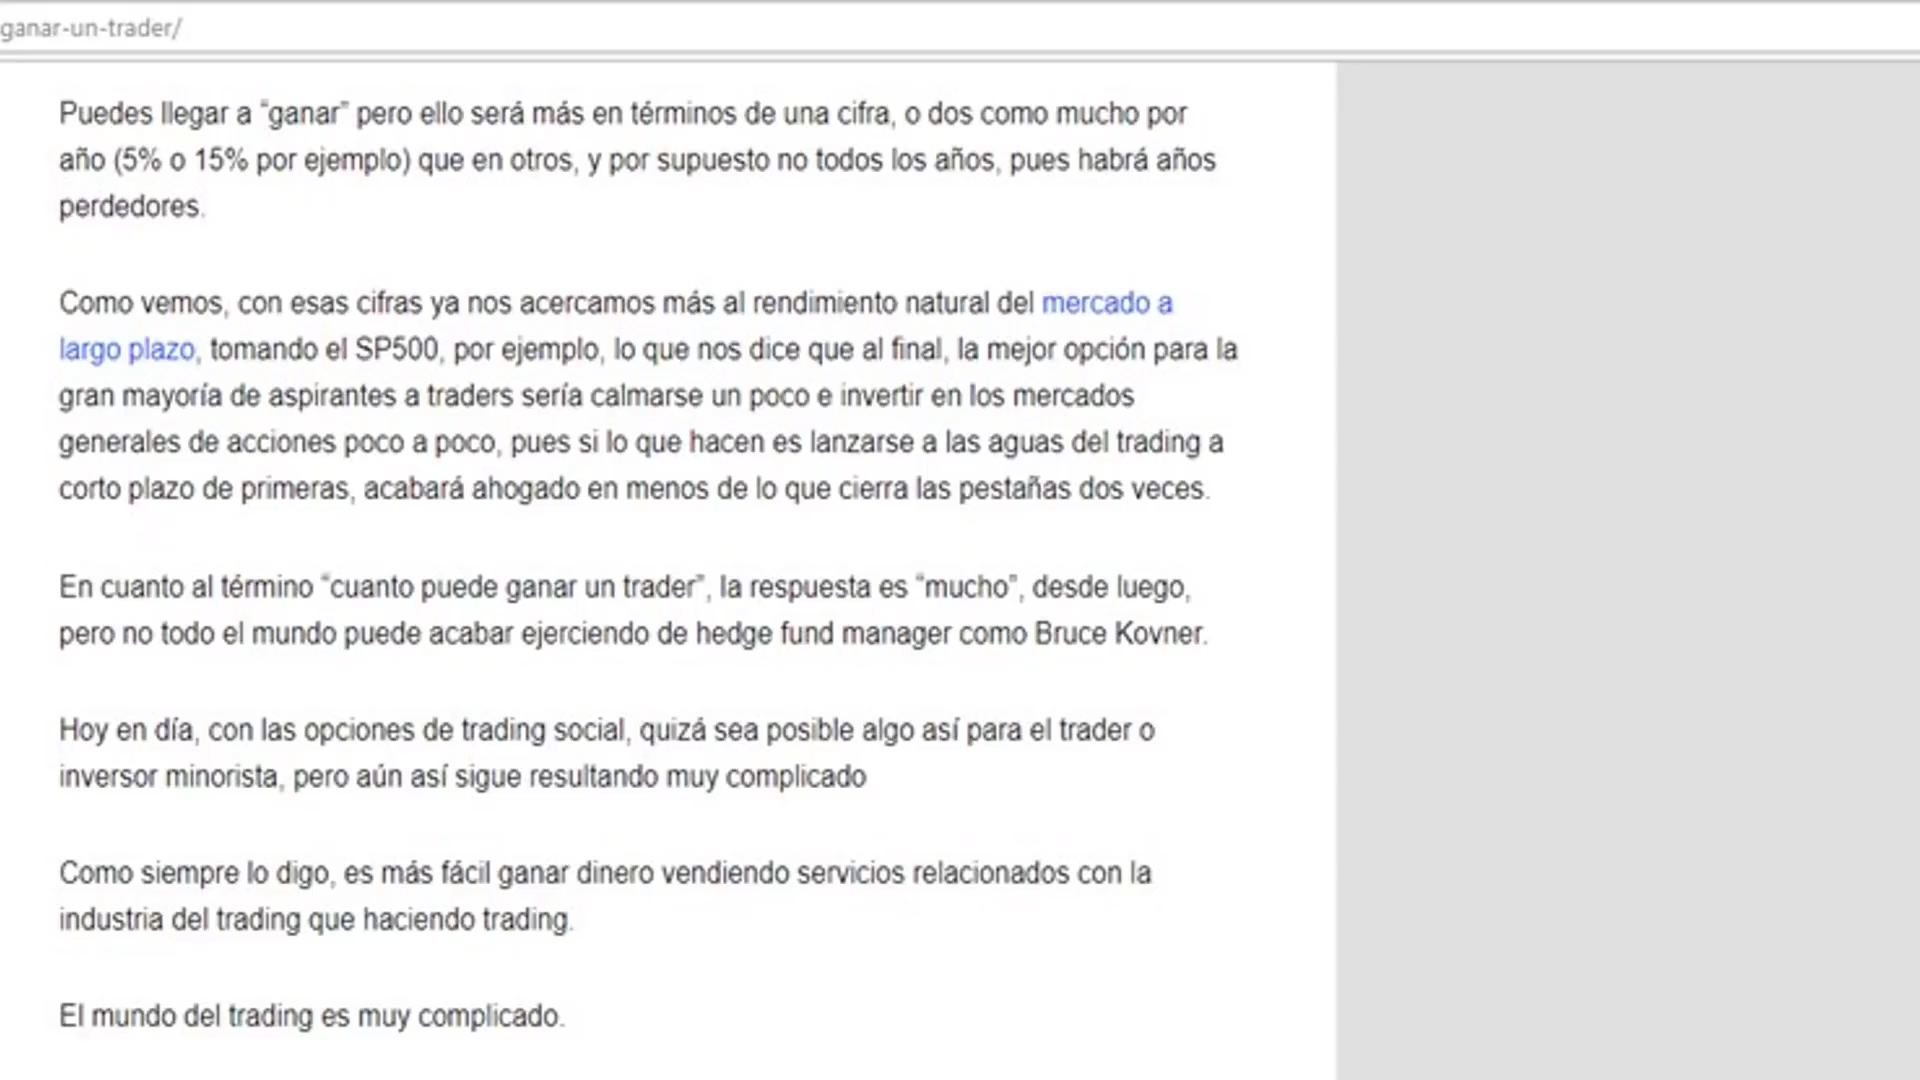 ganar-un-trader/
Puedes llegar a “ganar” pero ello será más en términos de una cifra, o dos como mucho por
año (5% o 15% por ejemplo) que en otros, y por supuesto no todos los años, pues habrá años
perdedores.
Como vemos, con esas cifras ya nos acercamos más al rendimiento natural del mercado a
largo plazo, tomando el SP500, por ejemplo, lo que nos dice que al final, la mejor opción para la
gran mayoría de aspirantes a traders sería calmarse un poco e invertir en los mercados
generales de acciones poco a poco, pues si lo que hacen es lanzarse a las aguas del trading a
corto plazo de primeras, acabará ahogado en menos de lo que cierra las pestañas dos veces.
En cuanto al término “cuanto puede ganar un trader”, la respuesta es “mucho”, desde luego,
pero no todo el mundo puede acabar ejerciendo de hedge fund manager como Bruce Kovner.
Hoy en día, con las opciones de trading social, quizá sea posible algo así para el trader o
inversor minorista, pero aún así sigue resultando muy complicado
Como siempre lo digo, es más fácil ganar dinero vendiendo servicios relacionados con la
industria del trading que haciendo trading.
El mundo del trading es muy complicado.